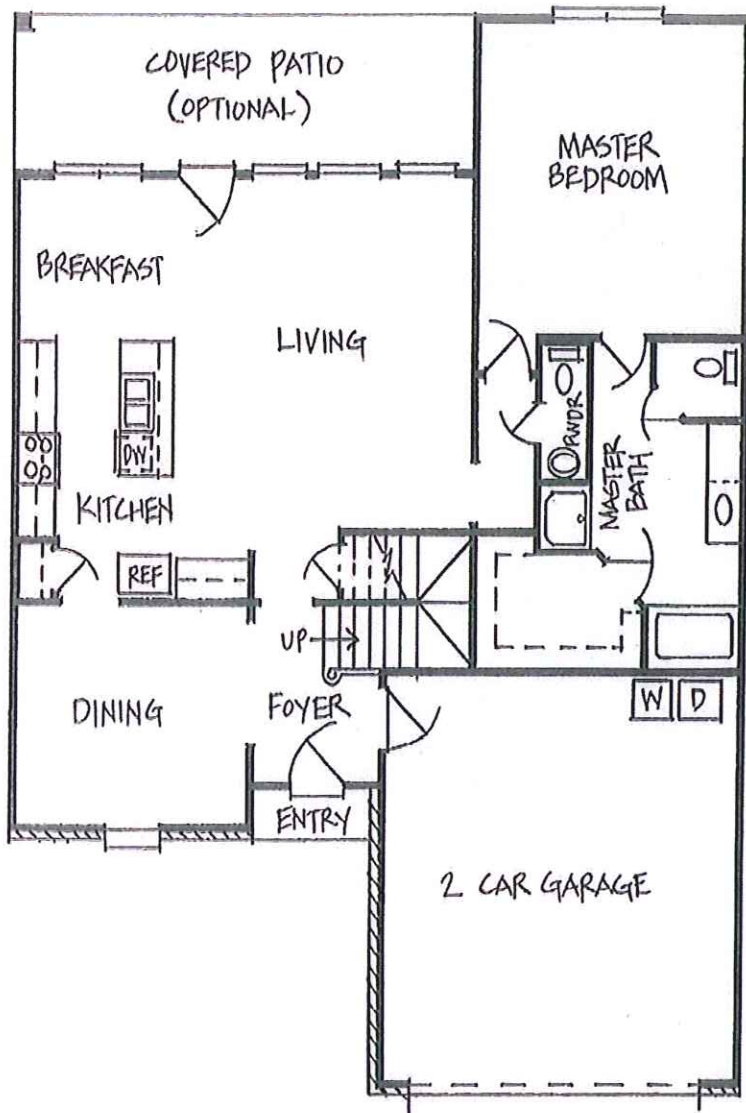 COVERED PATIO
(OPTIONAL)
MASTER
BEDROOM
BREAKFAST
LIVING
PWDR
MASTER
BATH
DW
KITCHEN
REF
UP
DINING
FOYER
W
D
ENTRY
2 CAR GARAGE